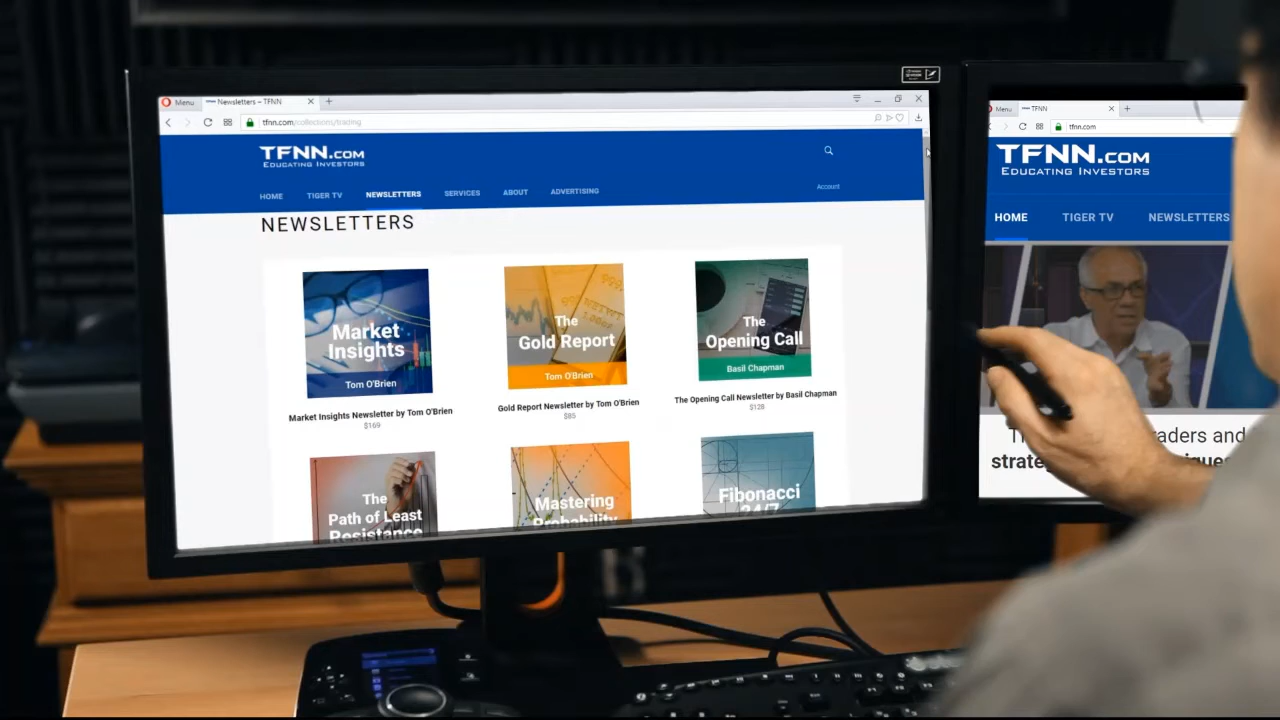 Menu
Newsletters – TFNN
tfnn.com/collections/trading
TFNN.COM
EDUCATING INVESTORS
HOME
TIGER TV
NEWSLETTERS
SERVICES
ABOUT
ADVERTISING
Account
NEWSLETTERS
Market
Insights
Tom O'Brien
Market Insights Newsletter by Tom O'Brien
$169
The
Gold Report
Tom O'Brien
Gold Report Newsletter by Tom O'Brien
$85
The
Opening Call
Basil Chapman
The Opening Call Newsletter by Basil Chapman
$128
The
Path of Least
Resistance
Mastering
Probability
Fibonacci
24/7
Menu
TFNN
tfnn.com
TFNN.COM
EDUCATING INVESTORS
HOME
TIGER TV
NEWSLETTERS
raders and
strate